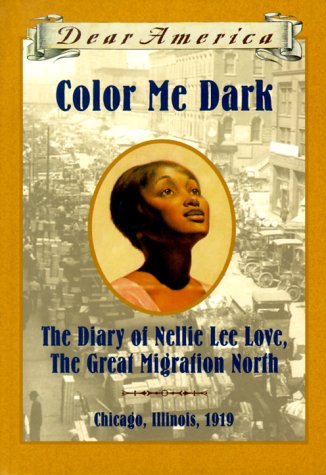 Dear America
Color Me Dark
The Diary of Nellie Lee Love,
The Great Migration North
Chicago, Illinois, 1919